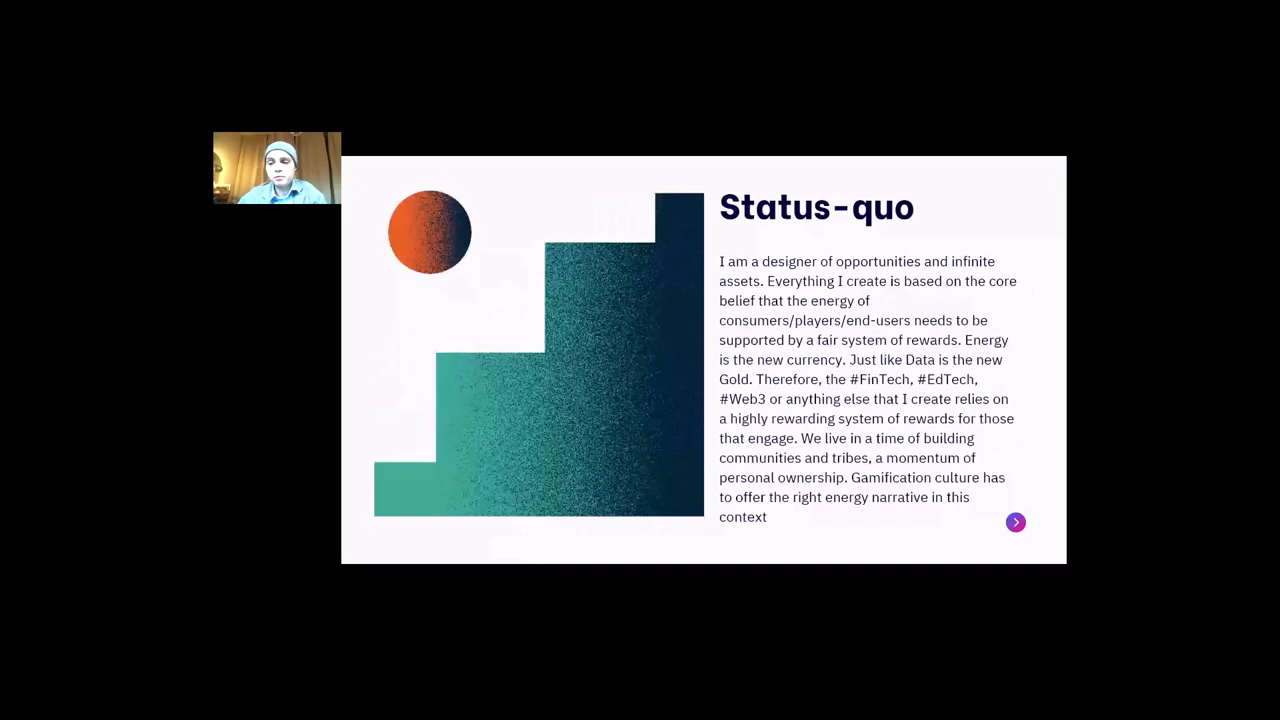 Status-quo
I am a designer of opportunities and infinite
assets. Everything I create is based on the core
belief that the energy of
consumers/players/end-users needs to be
supported by a fair system of rewards. Energy
is the new currency. Just like Data is the new
Gold. Therefore, the #FinTech, #EdTech,
#Web3 or anything else that I create relies on
a highly rewarding system of rewards for those
that engage. We live in a time of building
communities and tribes, a momentum of
personal ownership. Gamification culture has
to offer the right energy narrative in this
context